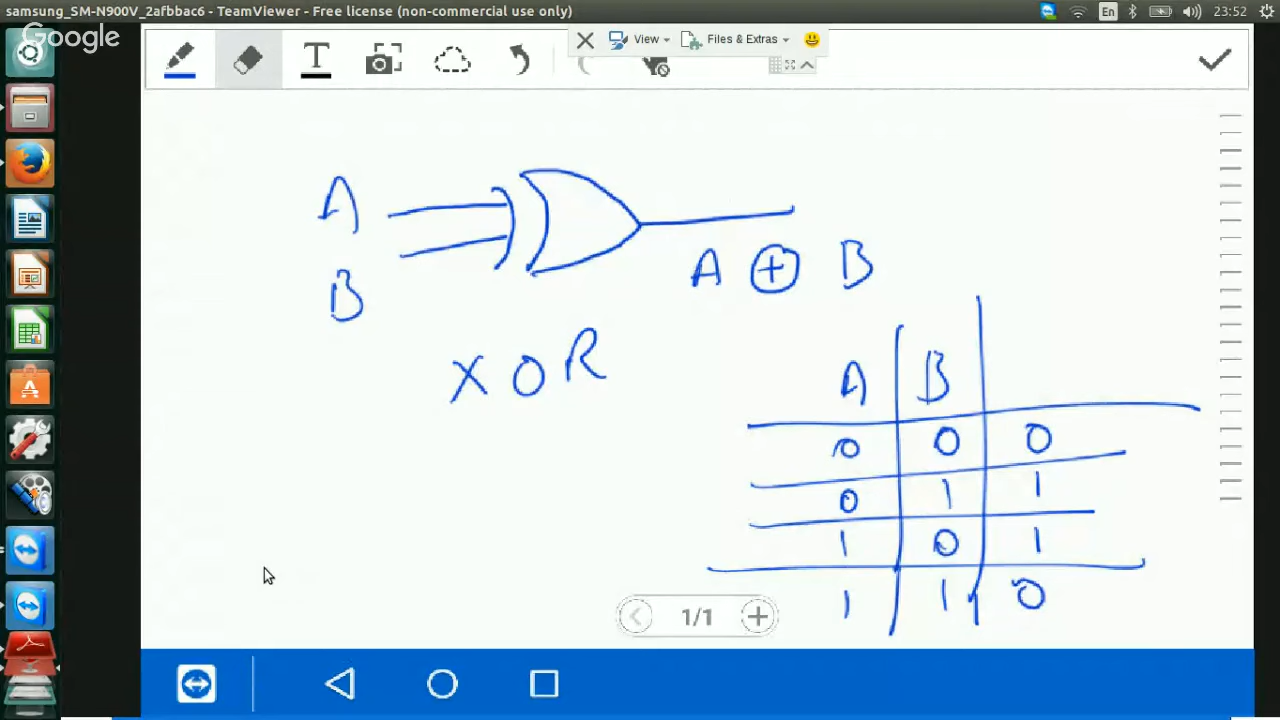 samsung_SM-N900V_2afbbac6 - TeamViewer - Free license (non-commercial use only)
En
23:52
Google
T
View
Files & Extras
A
B
A ⊕ B
XOR
A B
0 0 0
0 1 1
1 0 1
1 1 0
1/1